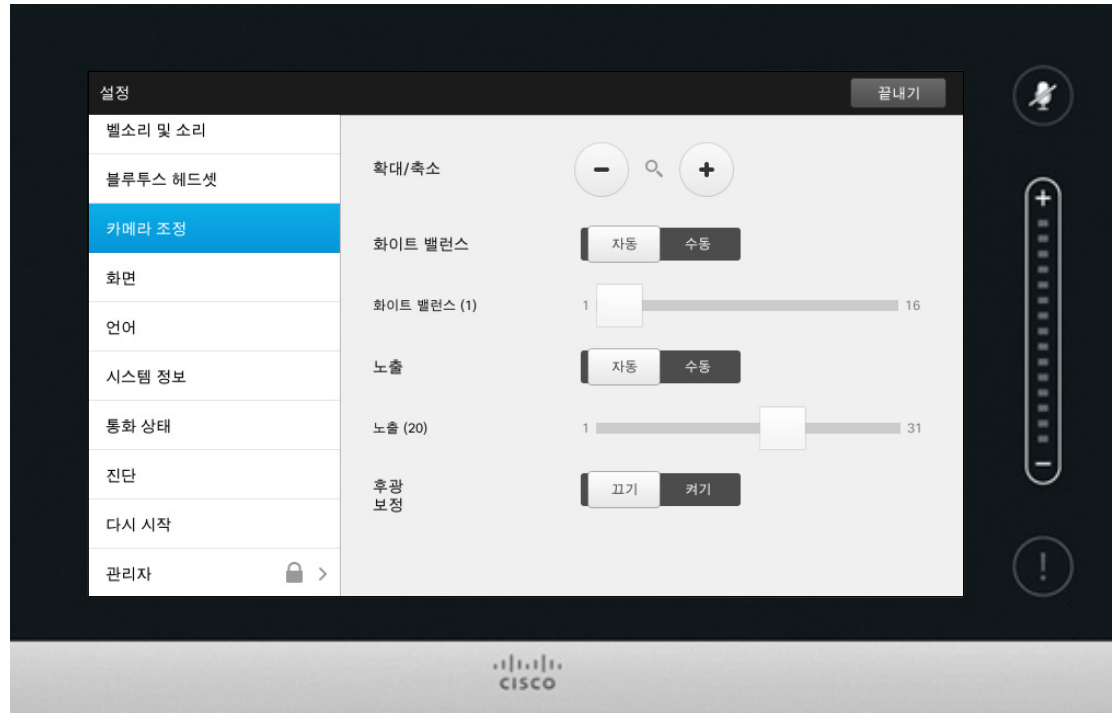 설정
끝내기
벨소리 및 소리
블루투스 헤드셋
카메라 조정
화면
언어
시스템 정보
통화 상태
진단
다시 시작
관리자
확대/축소
화이트 밸런스
자동 수동
화이트 밸런스 (1)
1 16
노출
자동 수동
노출 (20)
1 31
후광
보정
끄기 켜기
CISCO